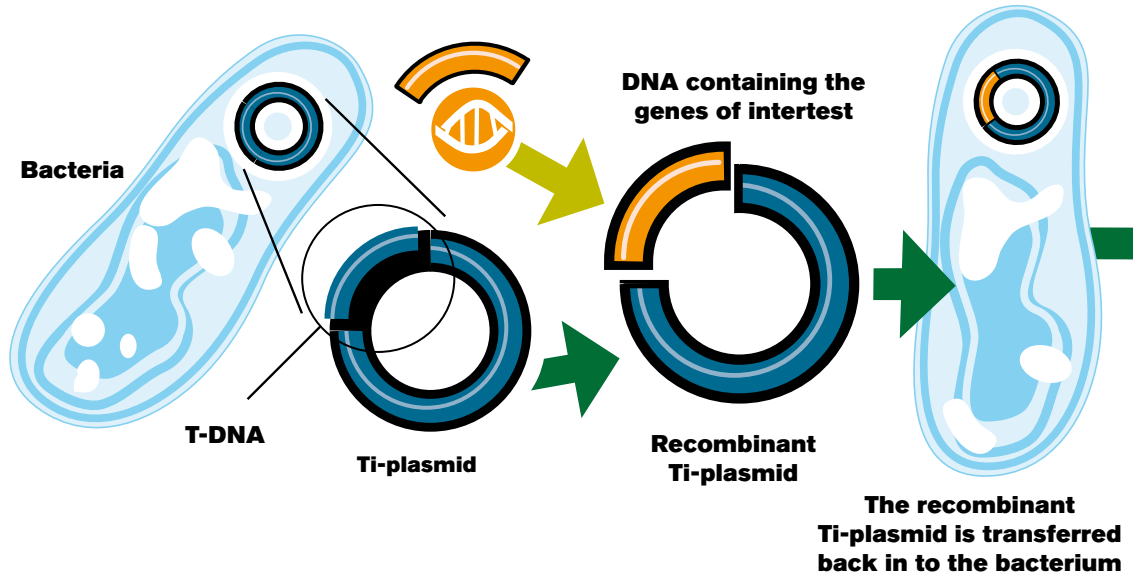 DNA containing the
genes of intertest
Bacteria
T-DNA
Ti-plasmid
Recombinant
Ti-plasmid
The recombinant
Ti-plasmid is transferred
back in to the bacterium